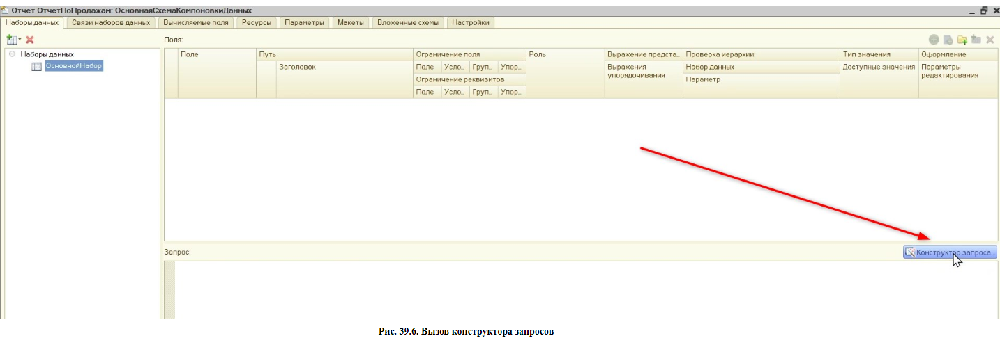 Отчет ОтчетПоПродажам: ОсновнаяСхемаКомпоновкиДанных
Наборы данных Связи наборов данных Вычисляемые поля Ресурсы Параметры Макеты Вложенные схемы Настройки
Поля:
Наборы данных
ОсновнойНабор
Поле Путь Ограничение поля Роль Выражение предста... Проверка иерархии: Тип значения Оформление
Заголовок Поле Усло... Груп... Упор... Выражения упорядочивания Набор данных Доступные значения Параметры редактирования
Ограничение реквизитов Параметр
Поле Усло... Груп... Упор...
Запрос:
Конструктор запроса...
Рис. 39.6. Вызов конструктора запросов